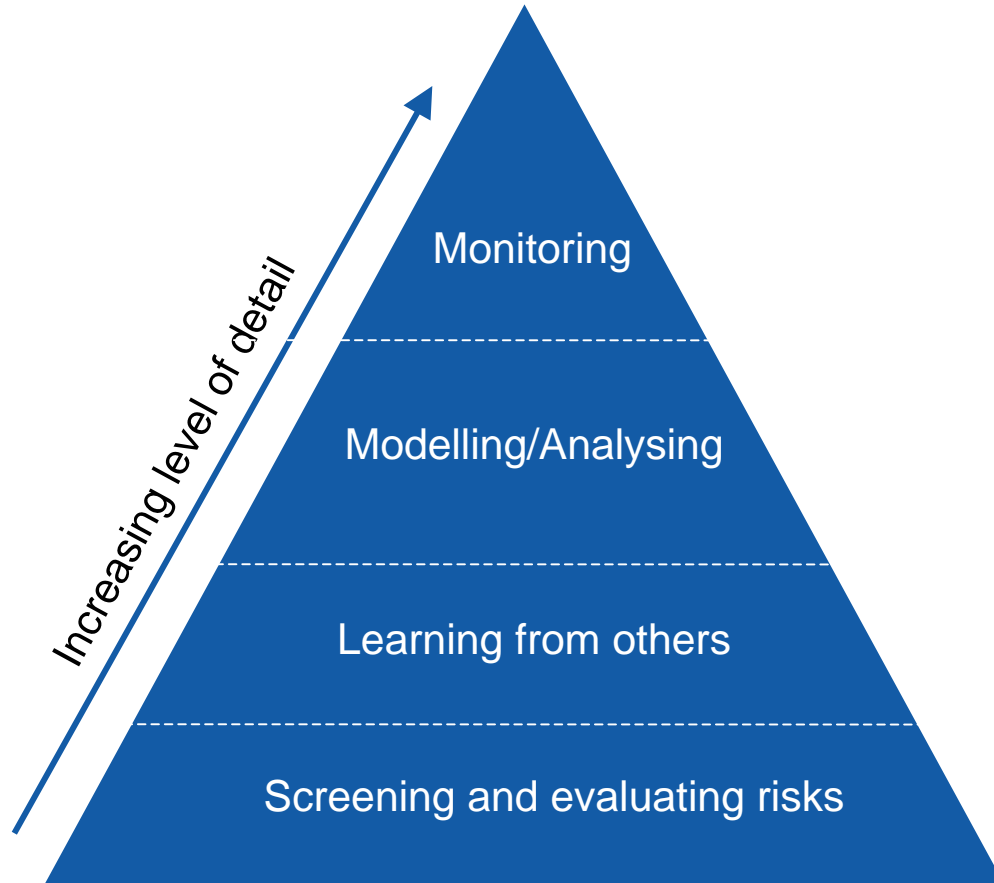 Increasing level of detail
Monitoring
Modelling/Analysing
Learning from others
Screening and evaluating risks